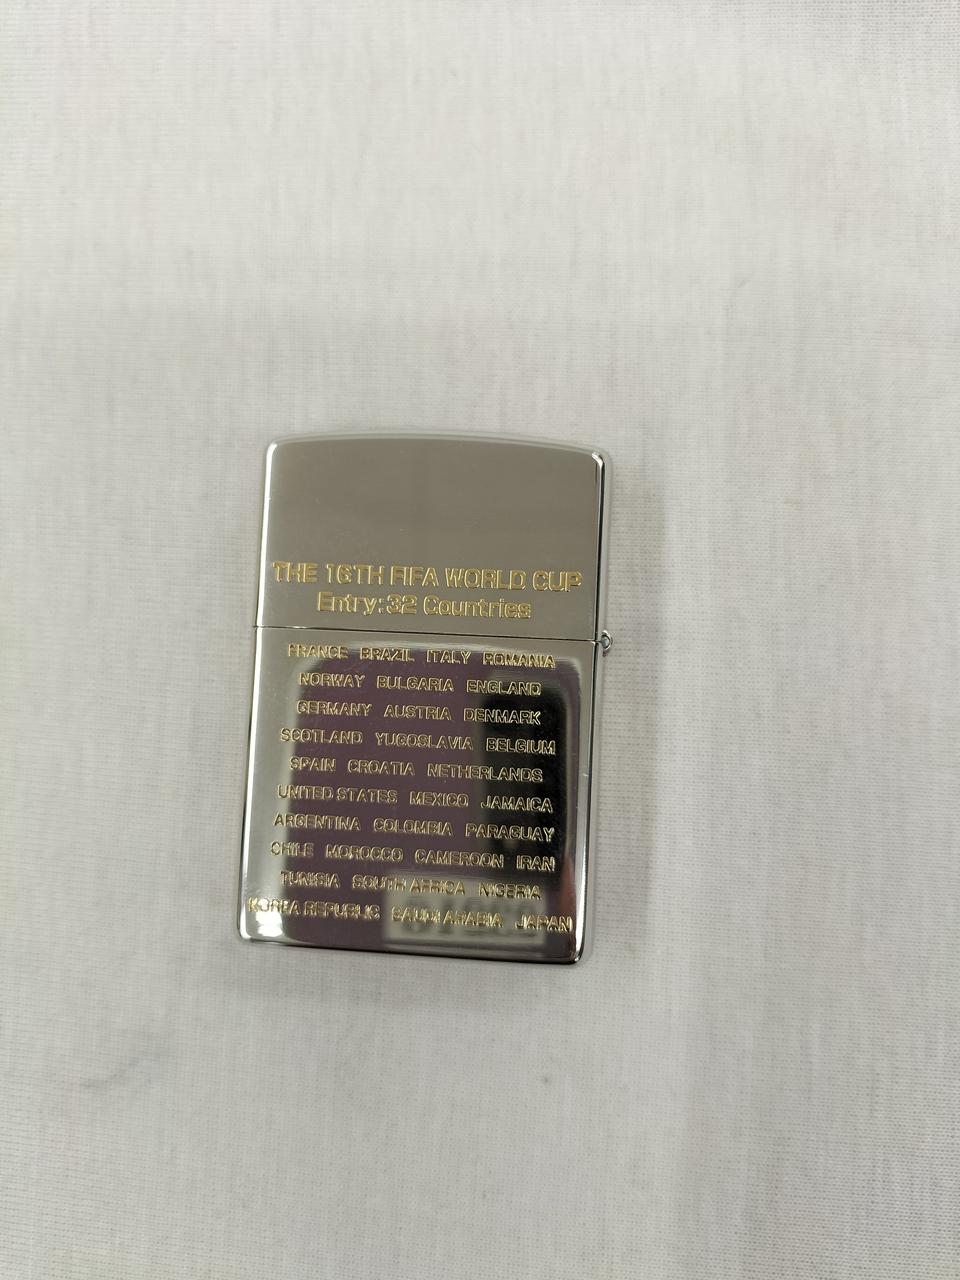 THE 16TH FIFA WORLD CUP
Entry:32 Countries
FRANCE BRAZIL ITALY ROMANIA
NORWAY BULGARIA ENGLAND
GERMANY AUSTRIA DENMARK
SCOTLAND YUGOSLAVIA BELGIUM
SPAIN CROATIA NETHERLANDS
UNITED STATES MEXICO JAMAICA
ARGENTINA COLOMBIA PARAGUAY
CHILE MOROCCO CAMEROON IRAN
TUNISIA SOUTH AFRICA NIGERIA
KOREA REPUBLIC SAUDI ARABIA JAPAN